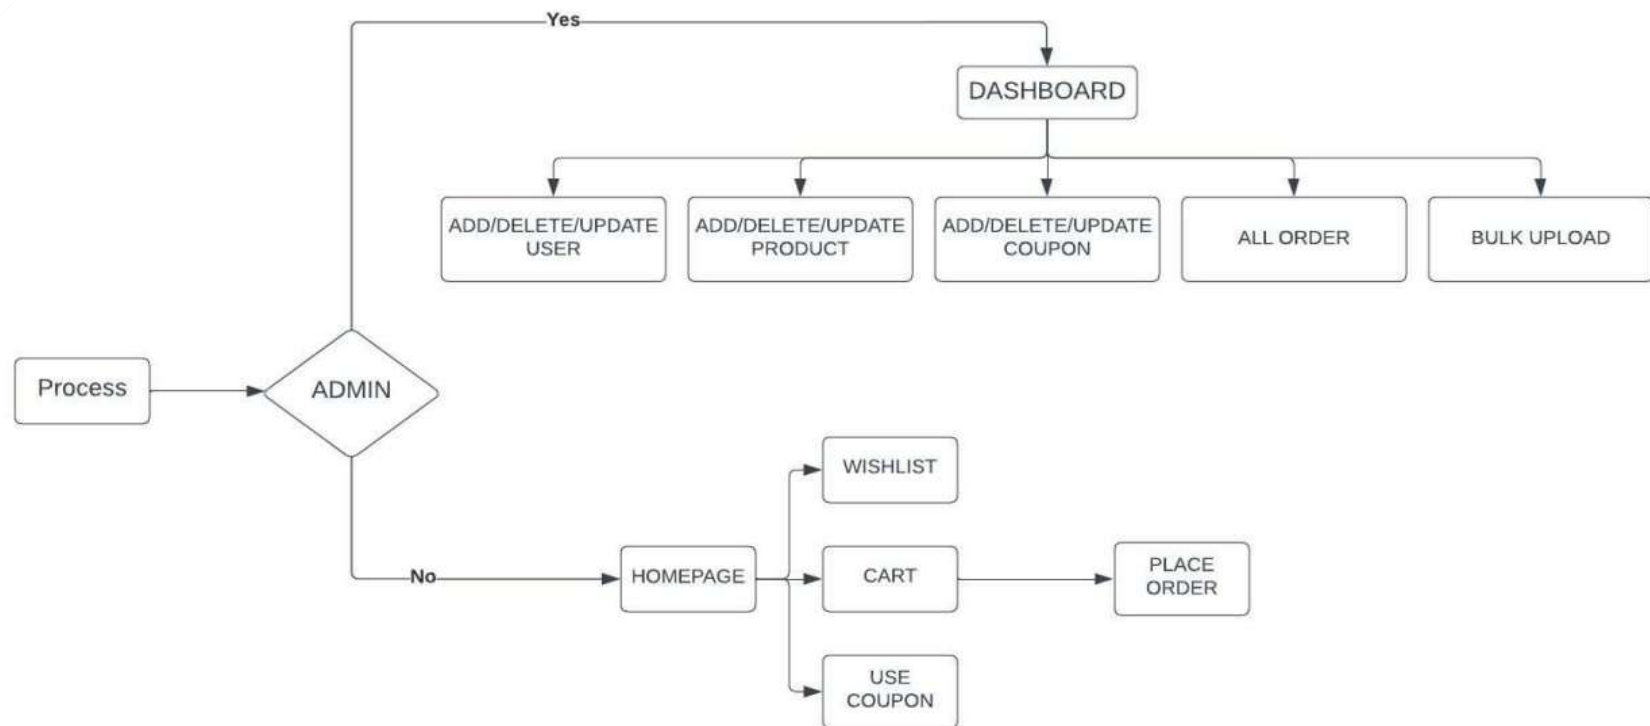 Yes
DASHBOARD
ADD/DELETE/UPDATE
USER
ADD/DELETE/UPDATE
PRODUCT
ADD/DELETE/UPDATE
COUPON
ALL ORDER
BULK UPLOAD
Process
ADMIN
WISHLIST
No
HOMEPAGE
CART
PLACE
ORDER
USE
COUPON